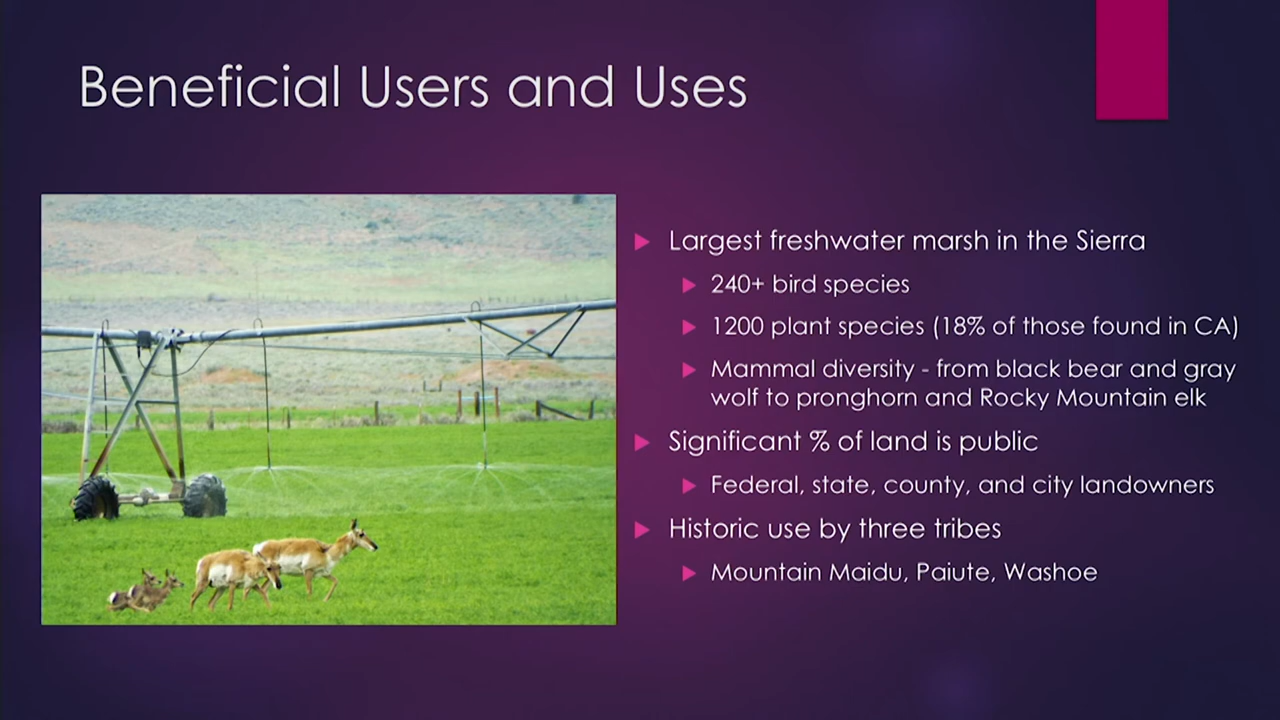 Beneficial Users and Uses
Largest freshwater marsh in the Sierra
240+ bird species
1200 plant species (18% of those found in CA)
Mammal diversity - from black bear and gray
wolf to pronghorn and Rocky Mountain elk
Significant % of land is public
Federal, state, county, and city landowners
Historic use by three tribes
Mountain Maidu, Paiute, Washoe